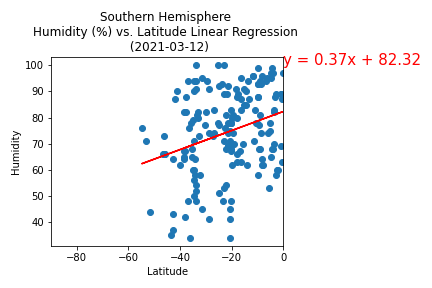 Southern Hemisphere
Humidity (%) vs. Latitude Linear Regression
(2021-03-12)
y = 0.37x + 82.32
100
90
80
70
60
50
40
Humidity
−80
−60
−40
−20
0
Latitude